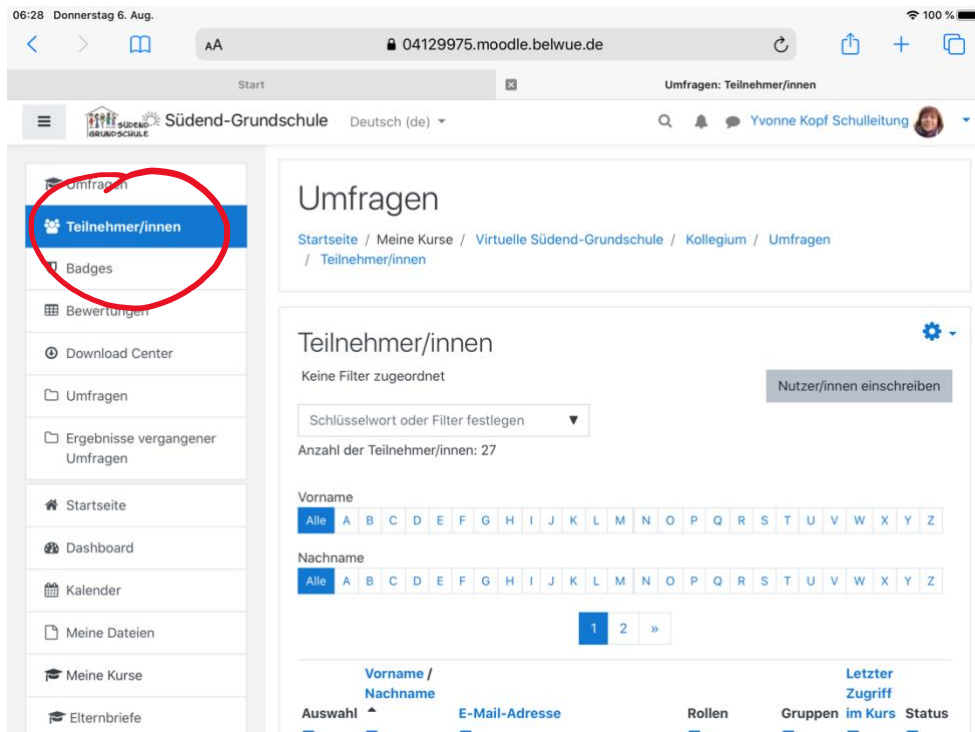 06:28 Donnerstag 6. Aug.
100 %
AA
04129975.moodle.belwue.de
Start
Umfragen: Teilnehmer/innen
SÜDEND
GRUNDSCHULE
Südend-Grundschule
Deutsch (de)
Yvonne Kopf Schulleitung
Umfragen
Teilnehmer/innen
Badges
Bewertungen
Download Center
Umfragen
Ergebnisse vergangener
Umfragen
Startseite
Dashboard
Kalender
Meine Dateien
Meine Kurse
Elternbriefe
Umfragen
Startseite / Meine Kurse / Virtuelle Südend-Grundschule / Kollegium / Umfragen
/ Teilnehmer/innen
Teilnehmer/innen
Keine Filter zugeordnet
Nutzer/innen einschreiben
Schlüsselwort oder Filter festlegen ▼
Anzahl der Teilnehmer/innen: 27
Vorname
Alle A B C D E F G H I J K L M N O P Q R S T U V W X Y Z
Nachname
Alle A B C D E F G H I J K L M N O P Q R S T U V W X Y Z
1 2 »
Vorname /
Nachname
Letzter
Zugriff
Auswahl E-Mail-Adresse Rollen Gruppen im Kurs Status